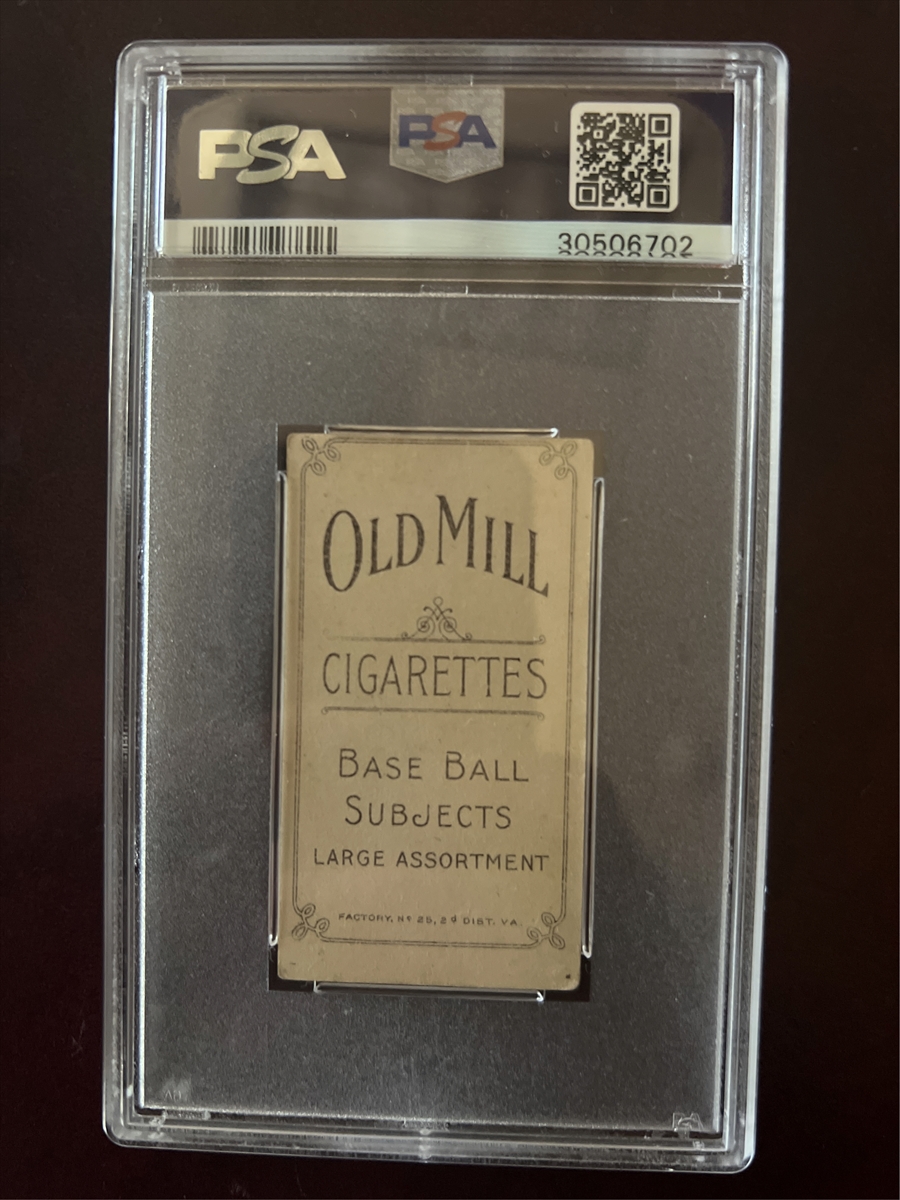 PSA
PSA
30506702
OLD MILL
CIGARETTES
BASE BALL
SUBJECTS
LARGE ASSORTMENT
FACTORY, Nº 25, 2ᵈ DIST. VA.